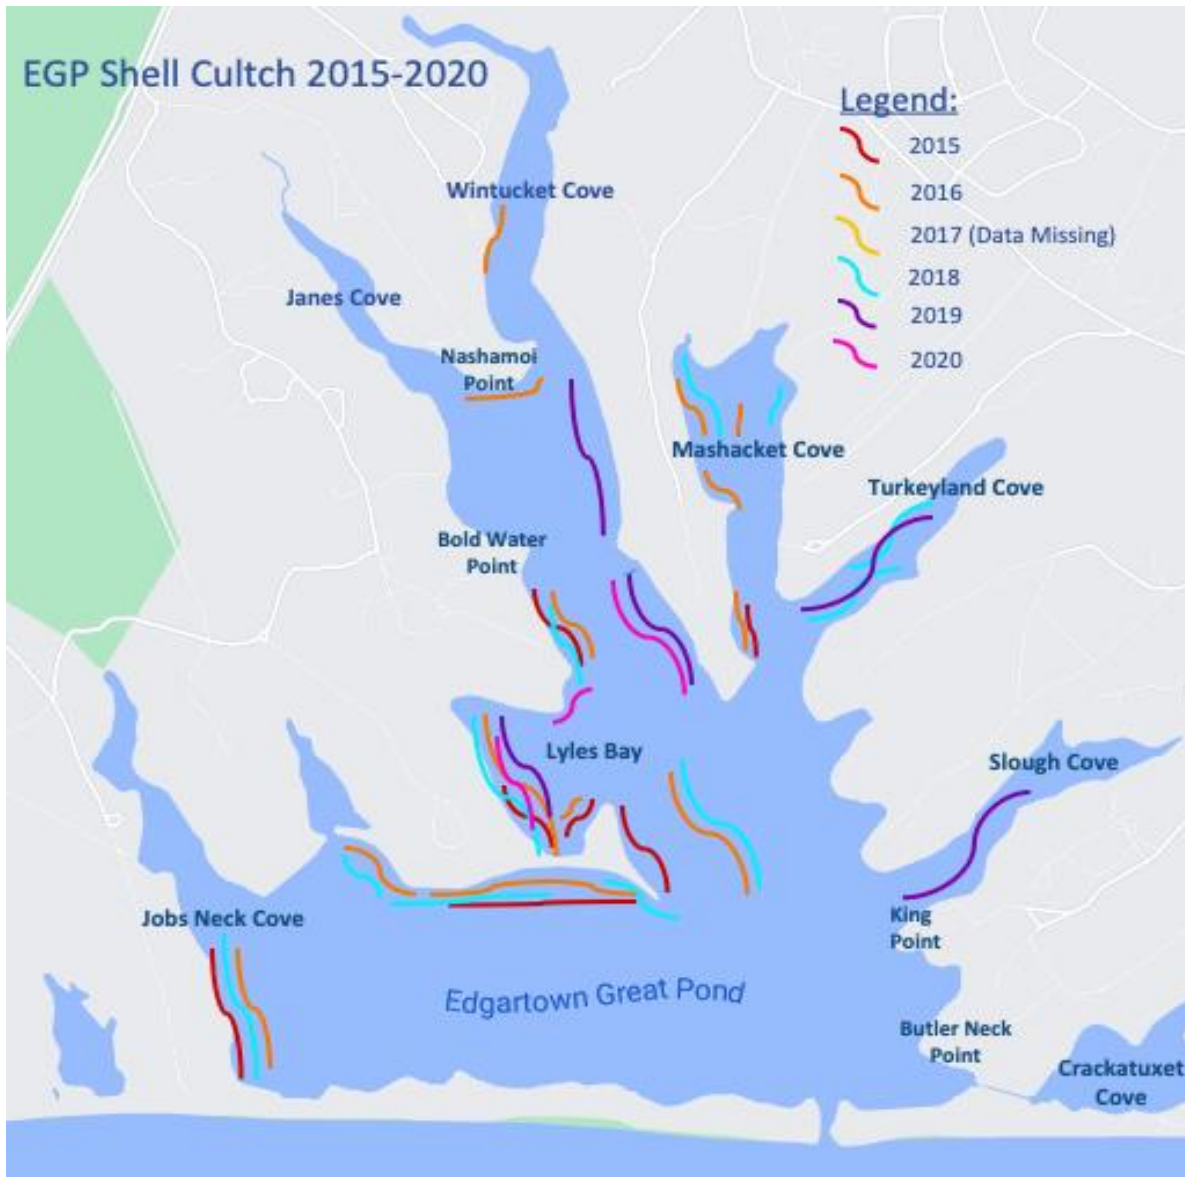 EGP Shell Cultch 2015-2020
Legend:
2015
2016
2017 (Data Missing)
2018
2019
2020
Wintucket Cove
Janes Cove
Nashamoi
Point
Mashacket Cove
Turkeyland Cove
Bold Water
Point
Lyles Bay
Slough Cove
Jobs Neck Cove
King
Point
Edgartown Great Pond
Butler Neck
Point
Crackatuxet
Cove